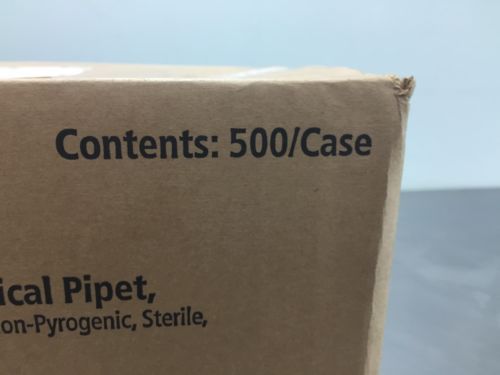 Contents: 500/Case
ical Pipet,
on-Pyrogenic, Sterile,